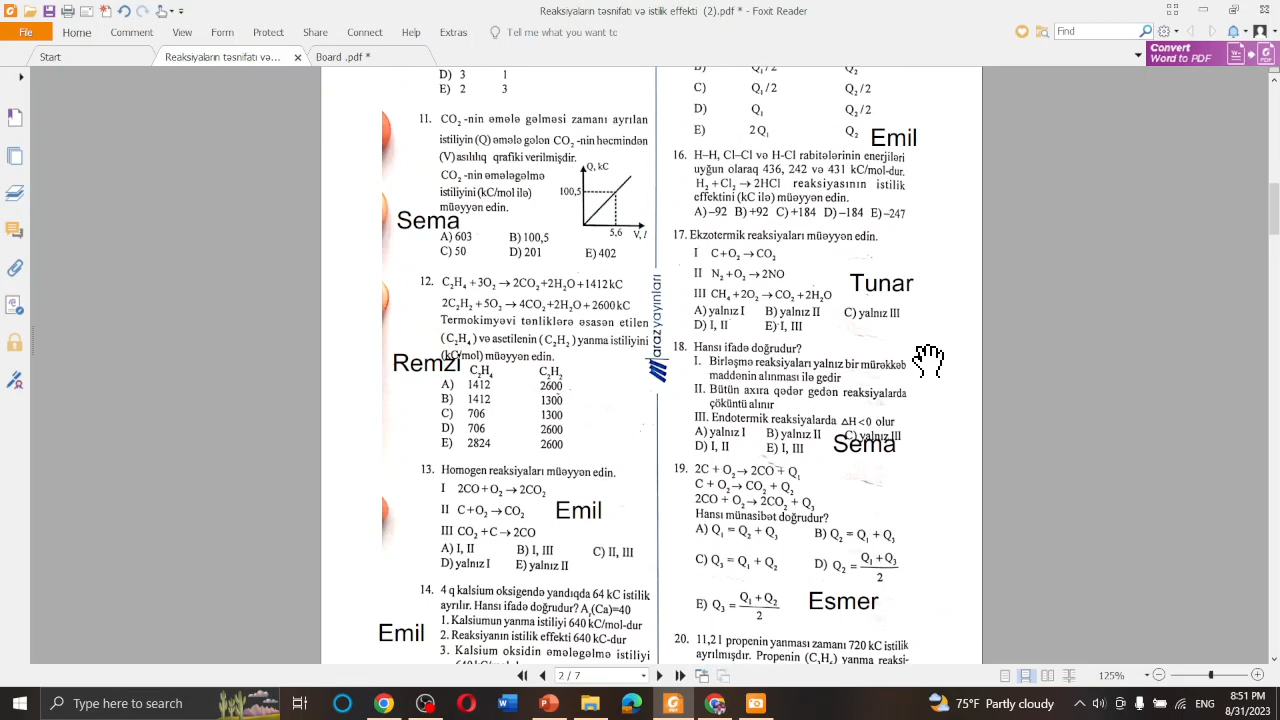 Reaksiyaların təsnifatı və istilik effekti (2).pdf * - Foxit Reader
File Home Comment View Form Protect Share Connect Help Extras Tell me what you want to Find
Start Reaksiyaların təsnifatı və... Board .pdf * Convert Word to PDF
D) 3 1
E) 2 3
11. CO₂ -nin əmələ gəlməsi zamanı ayrılan
istiliyin (Q) əmələ gələn CO₂ -nin həcmindən
(V) asılılıq qrafiki verilmişdir.
CO₂ -nin əmələgəlmə
istiliyini (kC/mol ilə)
müəyyən edin.
Q, kC
100,5
5,6 V, l
Sema
A) 603 B) 100,5
C) 50 D) 201 E) 402
12. C₂H₄ +3O₂ → 2CO₂+2H₂O+1412 kC
2C₂H₂ +5O₂ → 4CO₂+2H₂O +2600 kC
Termokimyəvi tənliklərə əsasən etilen
(C₂H₄) və asetilenin (C₂H₂) yanma istiliyini
(kC/mol) müəyyən edin.
Remzi
C₂H₄ C₂H₂
A) 1412 2600
B) 1412 1300
C) 706 1300
D) 706 2600
E) 2824 2600
13. Homogen reaksiyaları müəyyən edin.
I 2CO+O₂ → 2CO₂
II C+O₂ → CO₂
Emil
III CO₂ +C → 2CO
A) I, II B) I, III C) II, III
D) yalnız I E) yalnız II
14. 4 q kalsium oksigendə yandıqda 64 kC istilik
ayrılır. Hansı ifadə doğrudur? Aᵣ(Ca)=40
1. Kalsiumun yanma istiliyi 640 kC/mol-dur
Emil
2. Reaksiyanın istilik effekti 640 kC-dur
3. Kalsium oksidin əmələgəlmə istiliyi
arazyayınları
B) Q₁/2 Q₂
C) Q₁/2 Q₂/2
D) Q₁ Q₂/2
E) 2Q₁ Q₂
Emil
16. H–H, Cl–Cl və H-Cl rabitələrinin enerjiləri
uyğun olaraq 436, 242 və 431 kC/mol-dur.
H₂ + Cl₂ → 2HCl reaksiyasının istilik
effektini (kC ilə) müəyyən edin.
A) –92 B) +92 C) +184 D) –184 E) –247
17. Ekzotermik reaksiyaları müəyyən edin.
I C+O₂ → CO₂
II N₂+O₂ → 2NO
Tunar
III CH₄+2O₂ → CO₂ +2H₂O
A) yalnız I B) yalnız II C) yalnız III
D) I, II E) I, III
18. Hansı ifadə doğrudur?
I. Birləşmə reaksiyaları yalnız bir mürəkkəb
maddənin alınması ilə gedir
II. Bütün axıra qədər gedən reaksiyalarda
çöküntü alınır
III. Endotermik reaksiyalarda △H<0 olur
A) yalnız I B) yalnız II C) yalnız III
D) I, II E) I, III
Sema
19. 2C + O₂ → 2CO + Q₁
C + O₂ → CO₂ + Q₂
2CO + O₂ → 2CO₂ + Q₃
Hansı münasibət doğrudur?
A) Q₁ = Q₂ + Q₃ B) Q₂ = Q₁ + Q₃
C) Q₃ = Q₁ + Q₂ D) Q₂ = (Q₁+Q₃)/2
E) Q₃ = (Q₁ + Q₂)/2
Esmer
20. 11,2 l propenin yanması zamanı 720 kC istilik
ayrılmışdır. Propenin (C₃H₆) yanma reaksi-
2 / 7 125%
Type here to search 75°F Partly cloudy ENG 8:51 PM 8/31/2023